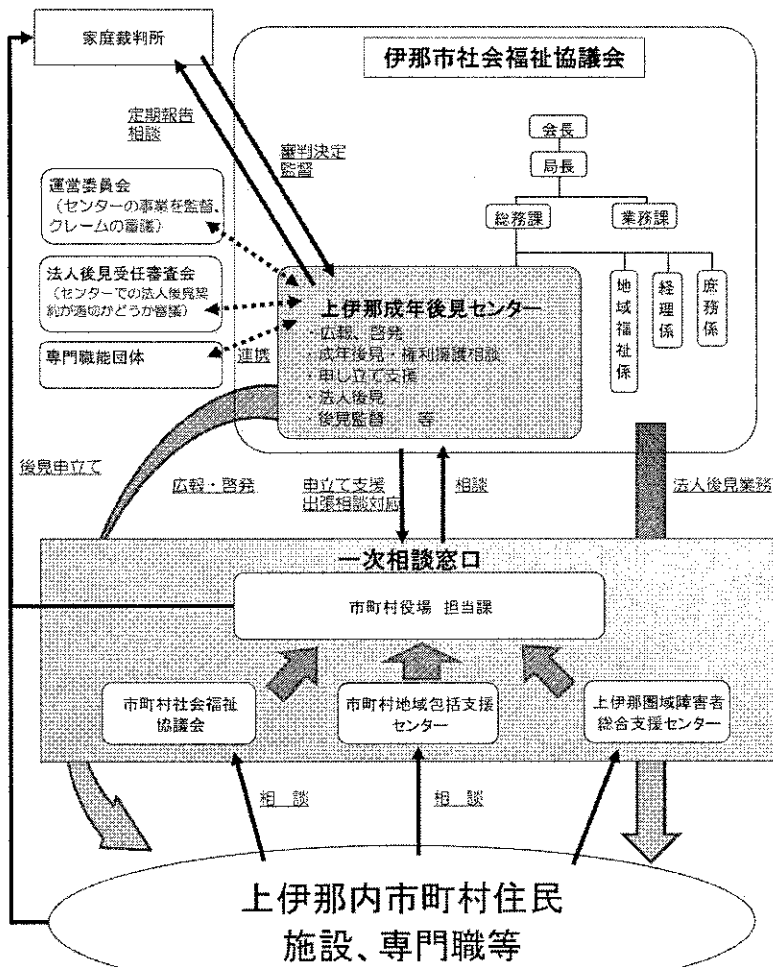 家庭裁判所
伊那市社会福祉協議会
定期報告
相談
審判決定
監督
会長
局長
総務課
業務課
地域福祉係
経理係
庶務係
運営委員会
（センターの事業を監督、
クレームの審議）
法人後見受任審査会
（センターでの法人後見契
約が適切かどうか審議）
専門職能団体
連携
上伊那成年後見センター
・広報、啓発
・成年後見・権利擁護相談
・申し立て支援
・法人後見
・後見監督　等
後見申立て
広報・啓発
申立て支援
出張相談対応
相談
法人後見業務
一次相談窓口
市町村役場 担当課
市町村社会福祉
協議会
市町村地域包括支援
センター
上伊那圏域障害者
総合支援センター
相　談
相　談
上伊那内市町村住民
施設、専門職等